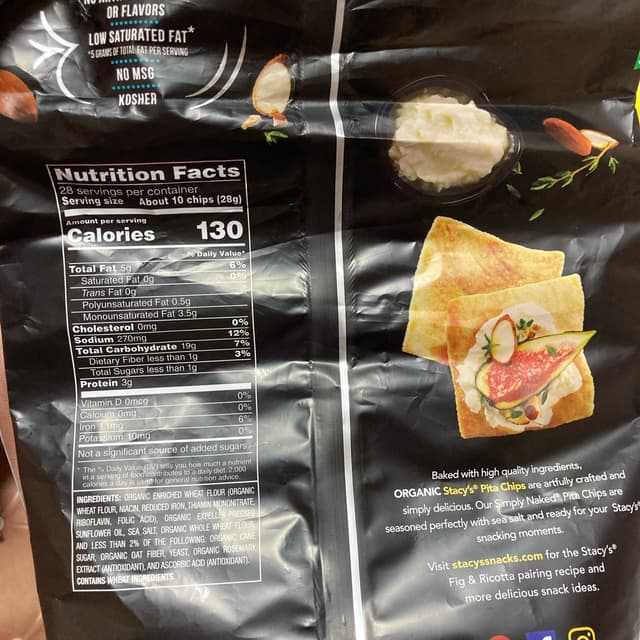 OR FLAVORS
LOW SATURATED FAT*
*5 GRAMS OF TOTAL FAT PER SERVING
NO MSG
KOSHER
Nutrition Facts
28 servings per container
Serving size About 10 chips (28g)
Amount per serving
Calories 130
% Daily Value*
Total Fat 5g 6%
Saturated Fat 0g 0%
Trans Fat 0g
Polyunsaturated Fat 0.5g
Monounsaturated Fat 3.5g
Cholesterol 0mg 0%
Sodium 270mg 12%
Total Carbohydrate 19g 7%
Dietary Fiber less than 1g 3%
Total Sugars less than 1g
Protein 3g
Vitamin D 0mcg 0%
Calcium 0mg 0%
Iron 6%
Potassium 10mg 0%
Not a significant source of added sugars
* The % Daily Value (DV) tells you how much a nutrient
in a serving of food contributes to a daily diet. 2,000
calories a day is used for general nutrition advice.
INGREDIENTS: ORGANIC ENRICHED WHEAT FLOUR (ORGANIC
WHEAT FLOUR, NIACIN, REDUCED IRON, THIAMIN MONONITRATE,
RIBOFLAVIN, FOLIC ACID), ORGANIC EXPELLER PRESSED
SUNFLOWER OIL, SEA SALT, ORGANIC WHOLE WHEAT FLOUR,
AND LESS THAN 2% OF THE FOLLOWING: ORGANIC CANE
SUGAR, ORGANIC OAT FIBER, YEAST, ORGANIC ROSEMARY
EXTRACT (ANTIOXIDANT), AND ASCORBIC ACID (ANTIOXIDANT).
CONTAINS WHEAT INGREDIENTS.
Baked with high quality ingredients,
ORGANIC Stacy's® Pita Chips are artfully crafted and
simply delicious. Our Simply Naked® Pita Chips are
seasoned perfectly with sea salt and ready for your Stacy's®
snacking moments.
Visit stacyssnacks.com for the Stacy's®
Fig & Ricotta pairing recipe and
more delicious snack ideas.